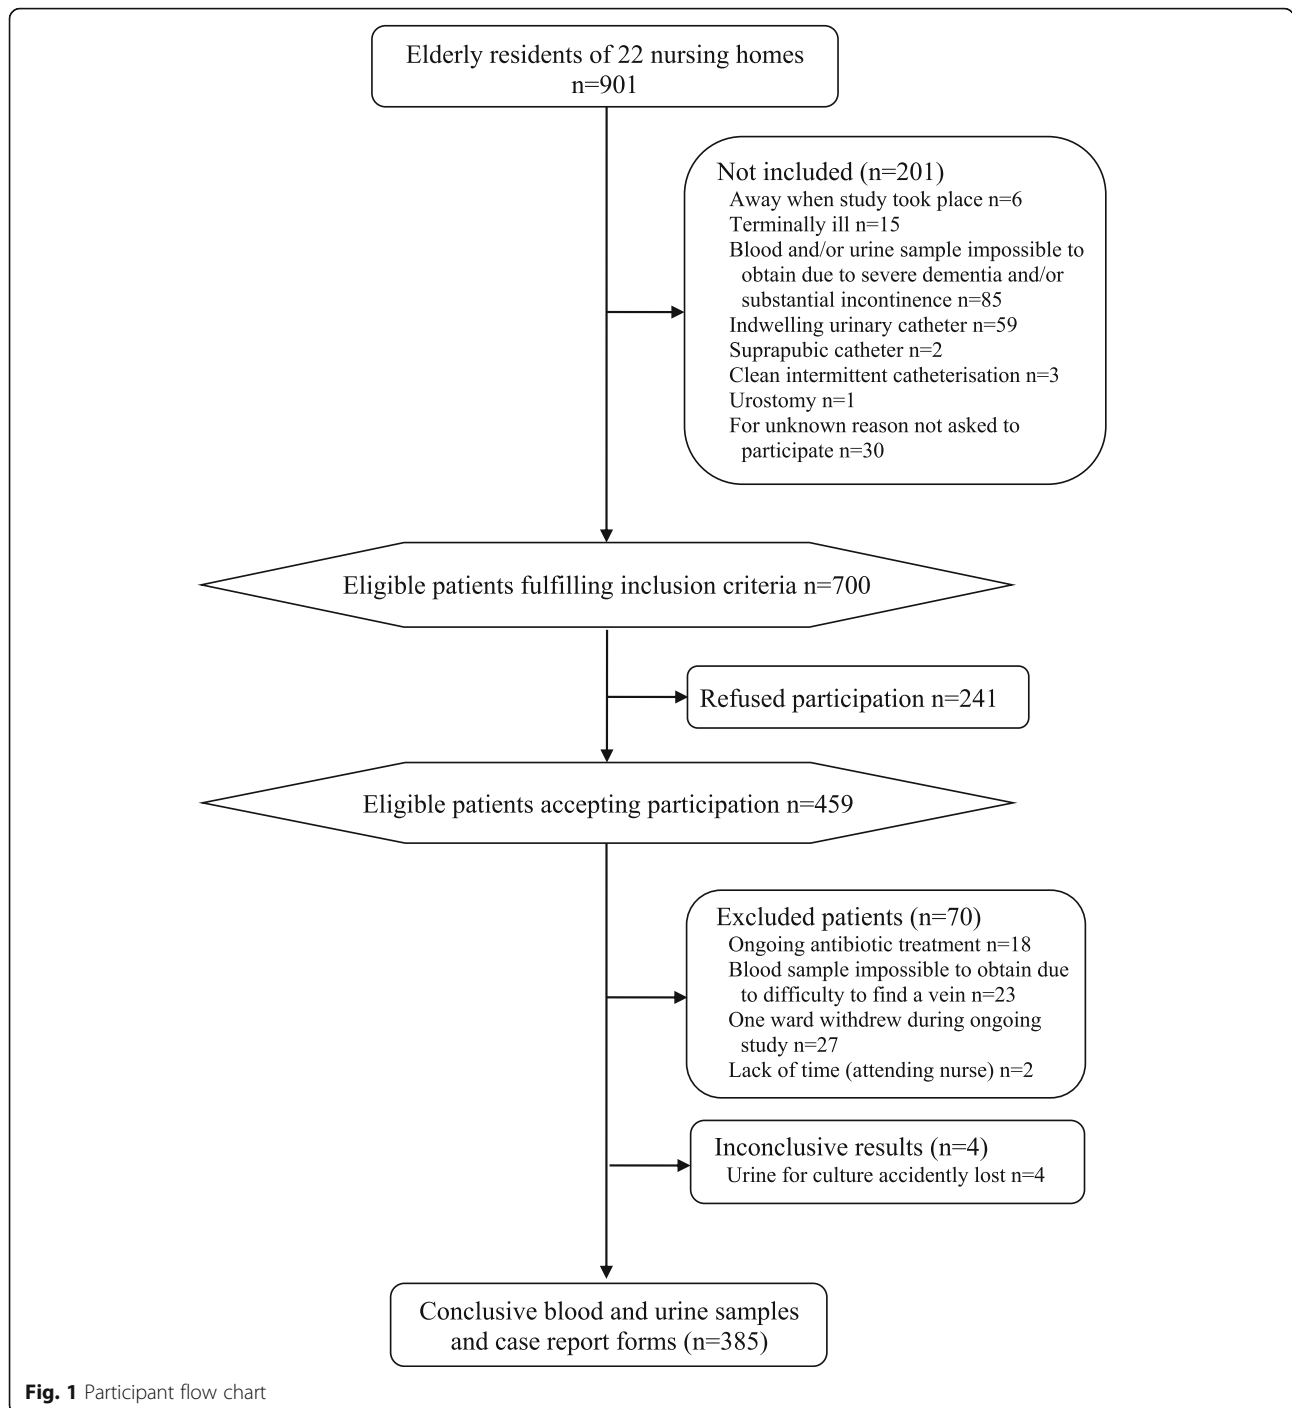 Elderly residents of 22 nursing homes
n=901
Not included (n=201)
Away when study took place n=6
Terminally ill n=15
Blood and/or urine sample impossible to
obtain due to severe dementia and/or
substantial incontinence n=85
Indwelling urinary catheter n=59
Suprapubic catheter n=2
Clean intermittent catheterisation n=3
Urostomy n=1
For unknown reason not asked to
participate n=30
Eligible patients fulfilling inclusion criteria n=700
Refused participation n=241
Eligible patients accepting participation n=459
Excluded patients (n=70)
Ongoing antibiotic treatment n=18
Blood sample impossible to obtain due
to difficulty to find a vein n=23
One ward withdrew during ongoing
study n=27
Lack of time (attending nurse) n=2
Inconclusive results (n=4)
Urine for culture accidently lost n=4
Conclusive blood and urine samples
and case report forms (n=385)
Fig. 1 Participant flow chart